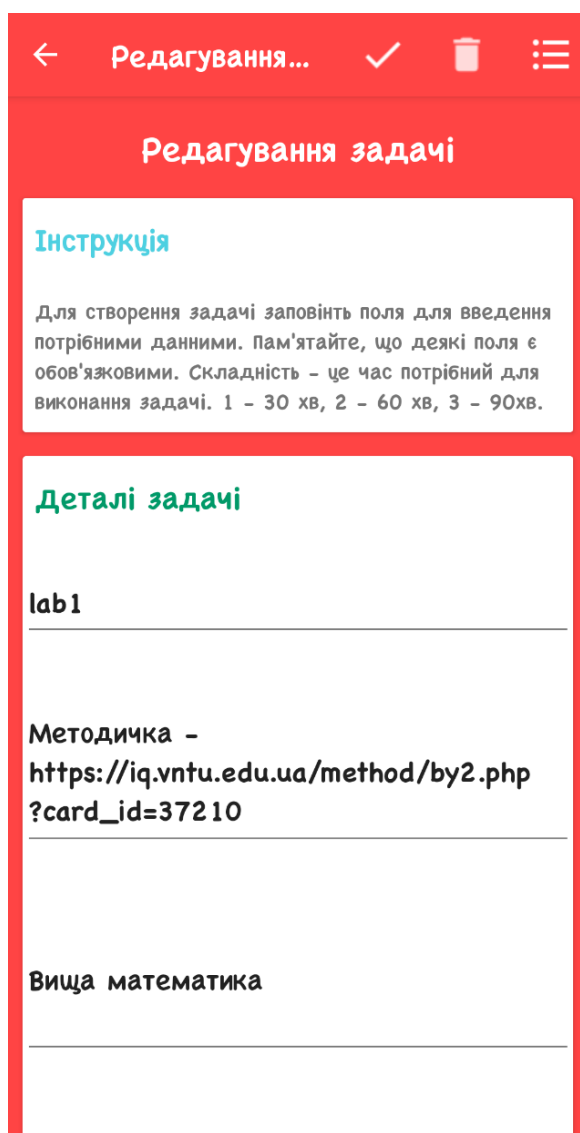 Редагування...
Редагування задачі
Інструкція
Для створення задачі заповінть поля для введення
потрібними данними. Пам'ятайте, що деякі поля є
обов'язковими. Складність - це час потрібний для
виконання задачі. 1 - 30 хв, 2 - 60 хв, 3 - 90хв.
Деталі задачі
lab1
Методичка -
https://iq.vntu.edu.ua/method/by2.php
?card_id=37210
Вища математика